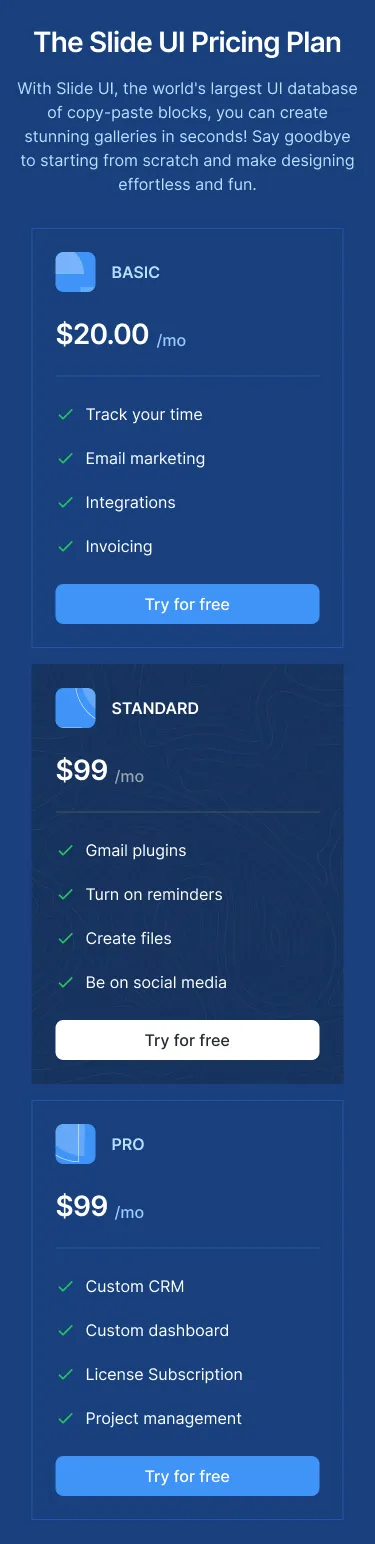 The Slide UI Pricing Plan
With Slide UI, the world's largest UI database
of copy-paste blocks, you can create
stunning galleries in seconds! Say goodbye
to starting from scratch and make designing
effortless and fun.
BASIC
$20.00 /mo
Track your time
Email marketing
Integrations
Invoicing
Try for free
STANDARD
$99 /mo
Gmail plugins
Turn on reminders
Create files
Be on social media
Try for free
PRO
$99 /mo
Custom CRM
Custom dashboard
License Subscription
Project management
Try for free